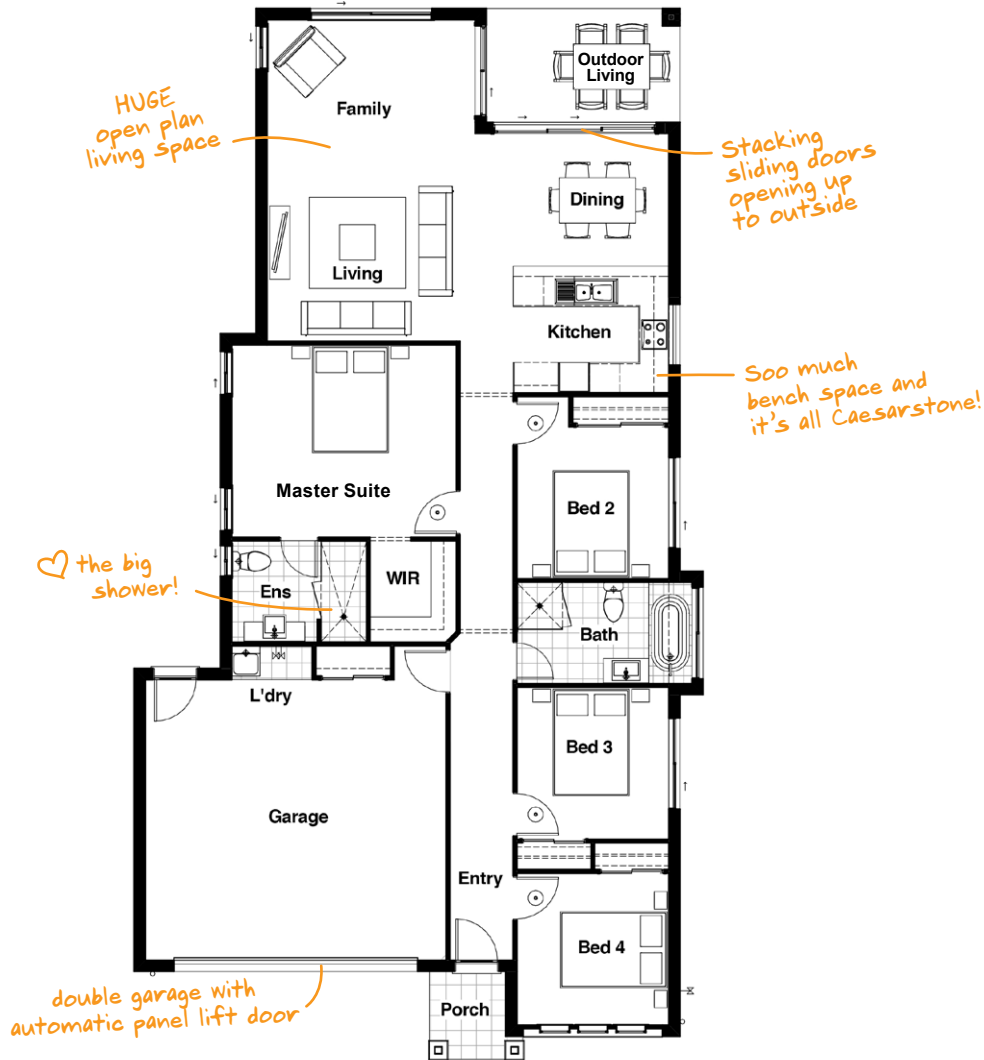 Outdoor
Living
Family
HUGE
open plan
living space
Stacking
sliding doors
opening up
to outside
Dining
Living
Kitchen
Soo much
bench space and
it's all Caesarstone!
Master Suite
Bed 2
the big
shower!
Ens
WIR
Bath
L'dry
Bed 3
Garage
Entry
Bed 4
double garage with
automatic panel lift door
Porch